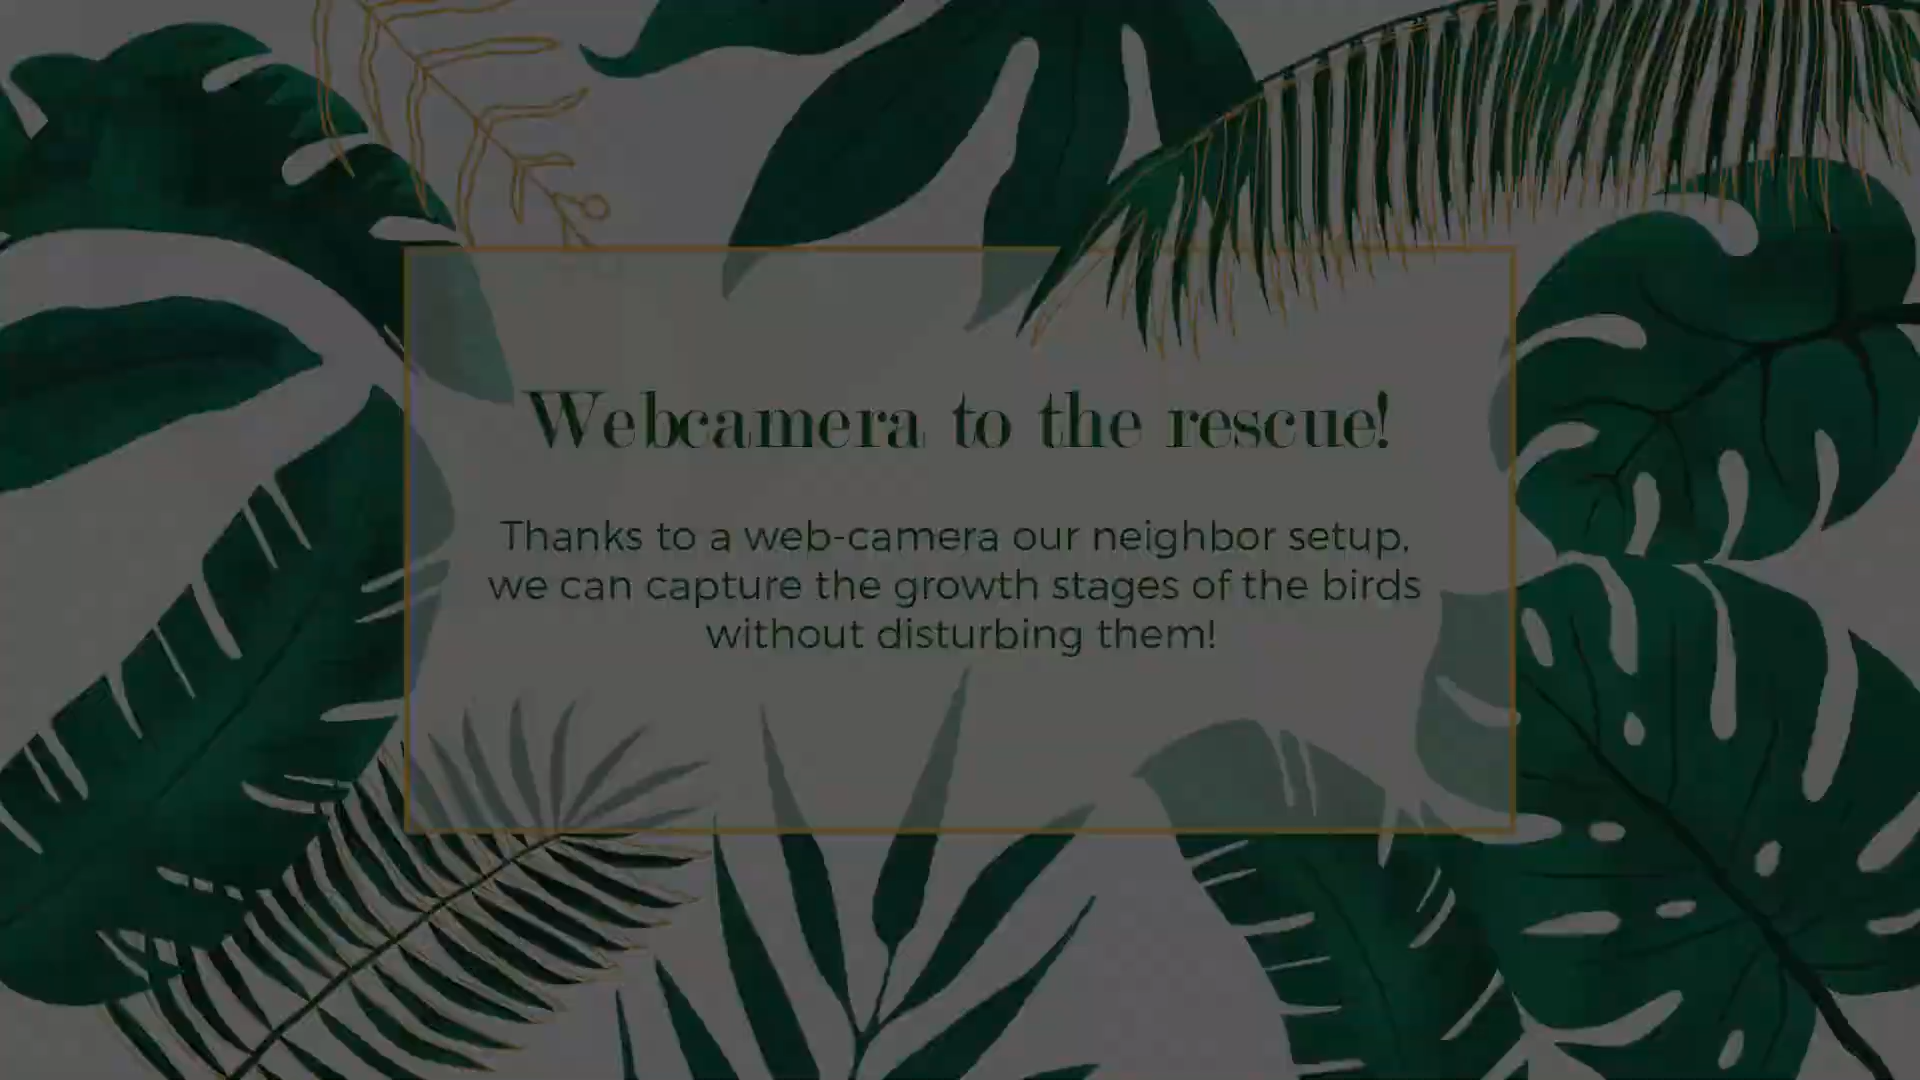 Webcamera to the rescue!
Thanks to a web-camera our neighbor setup,
we can capture the growth stages of the birds
without disturbing them!